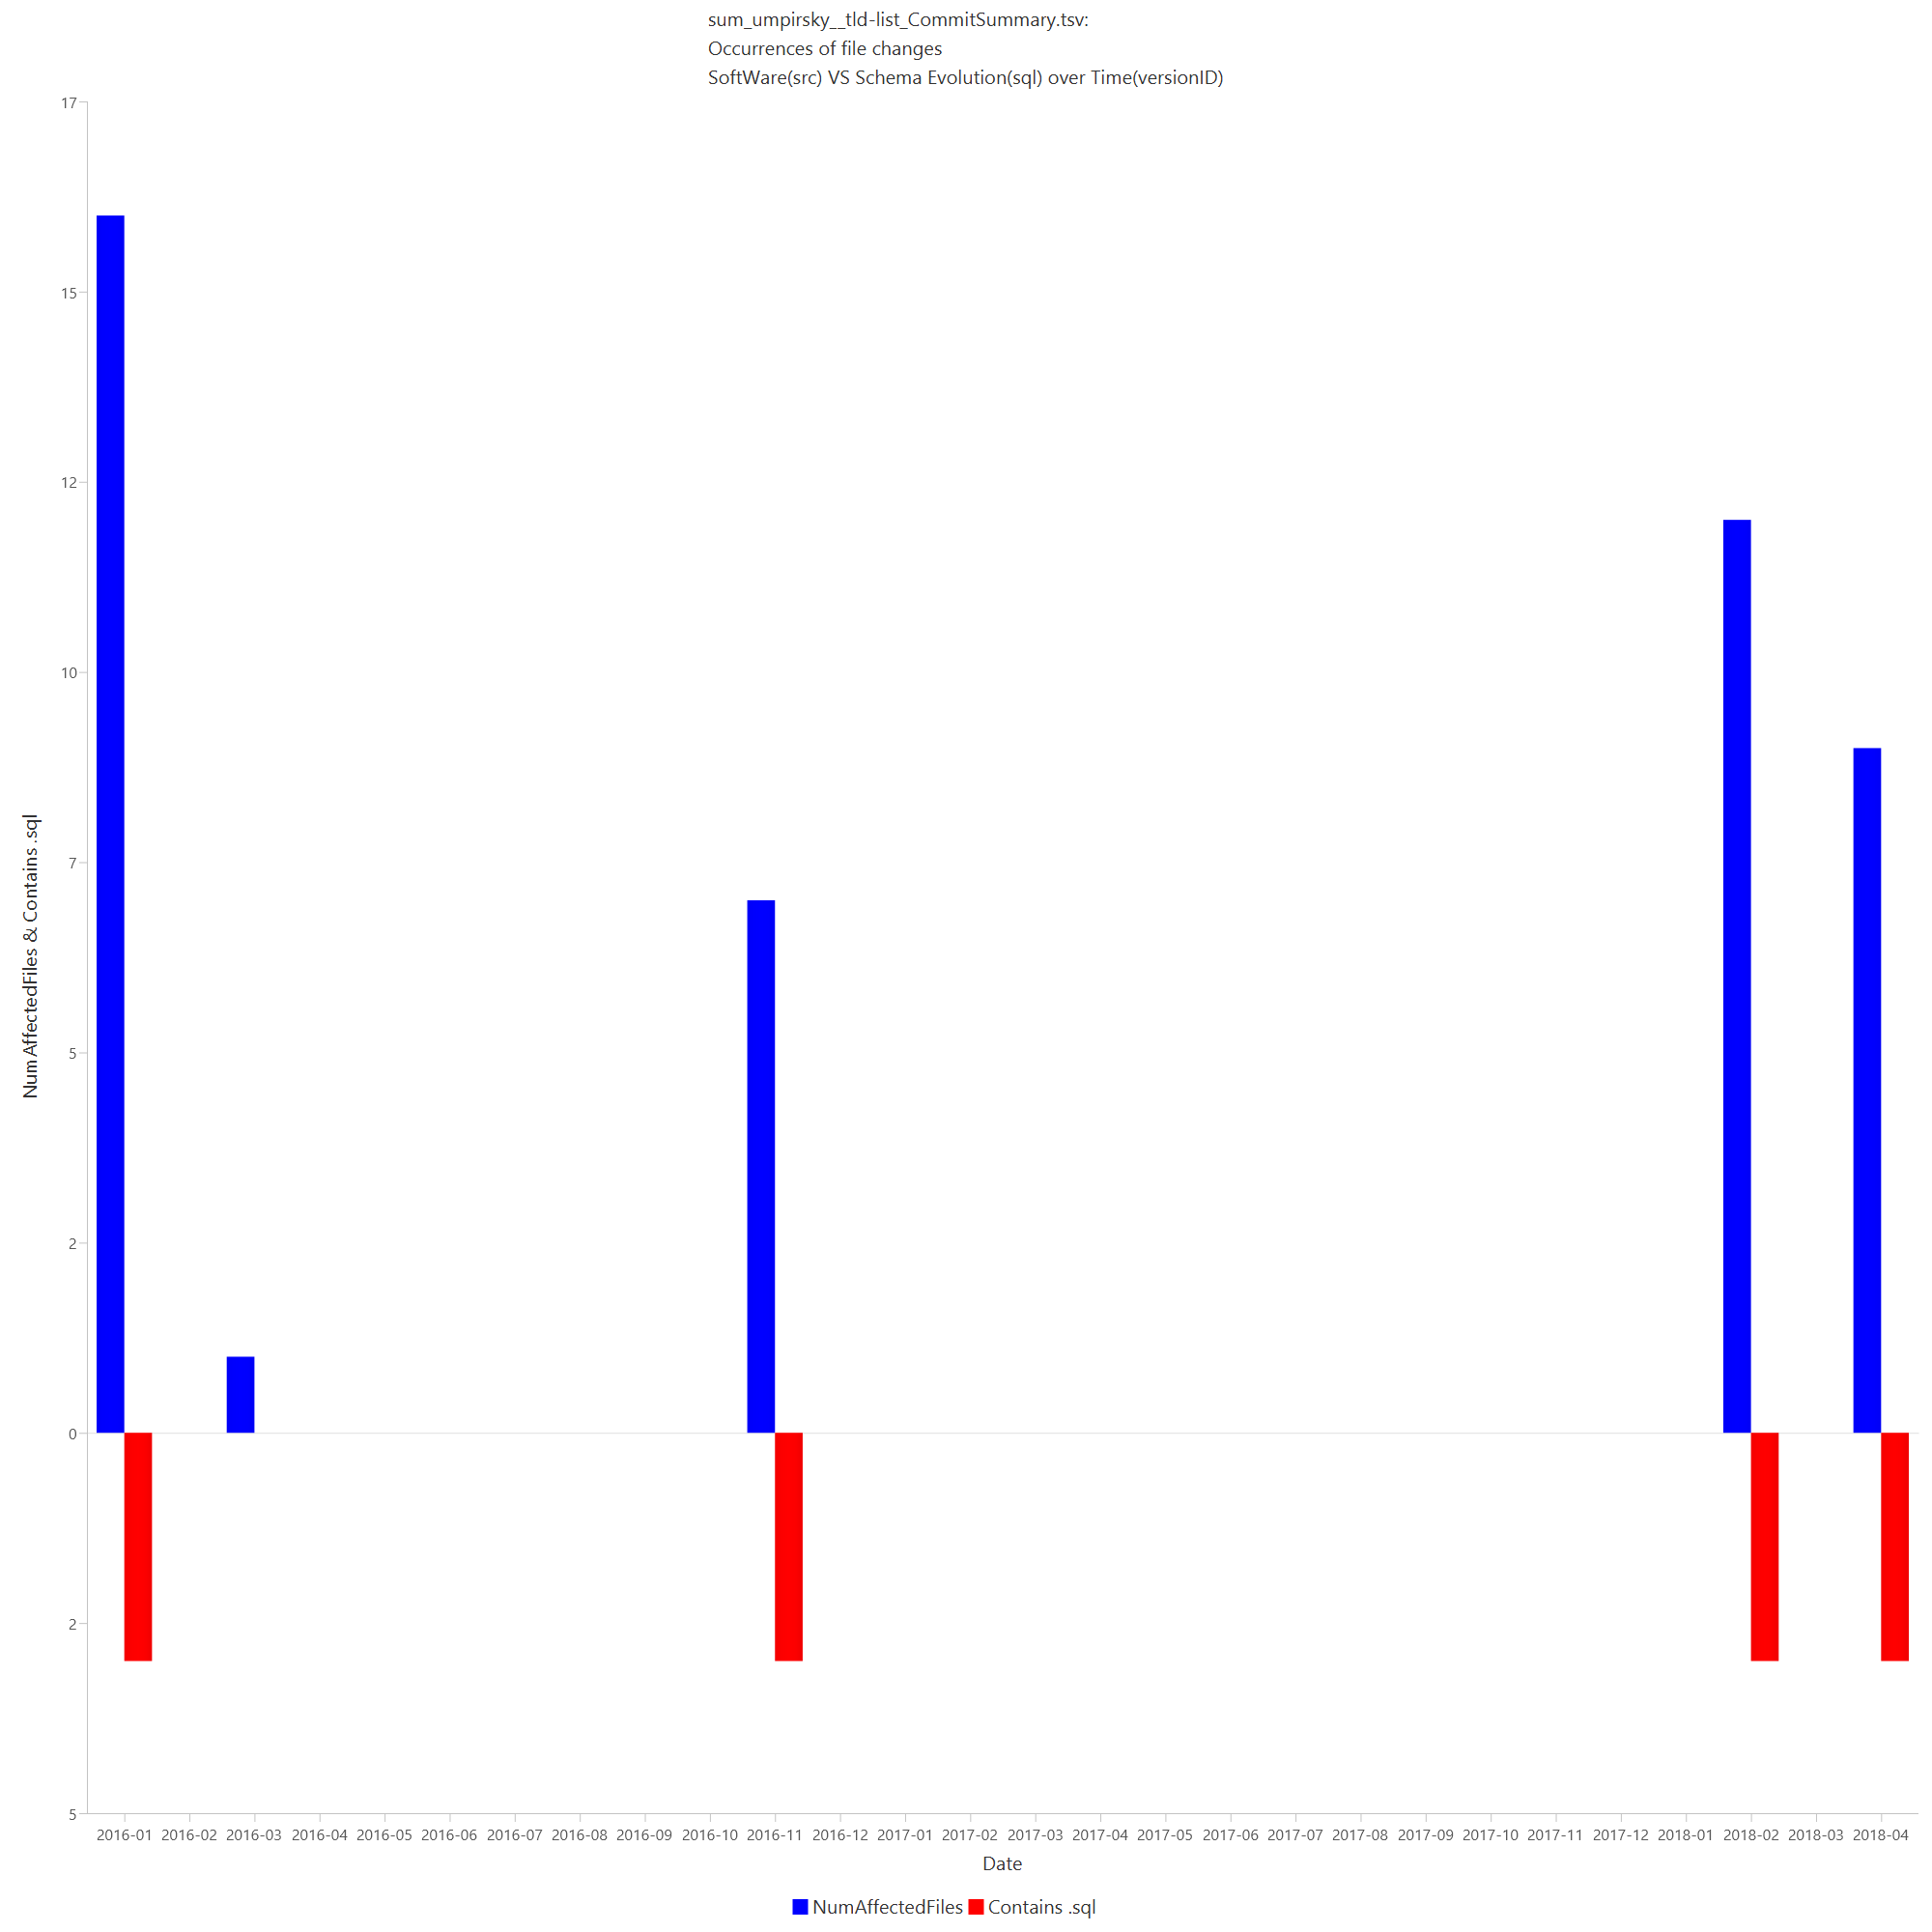 sum_umpirsky__tld-list_CommitSummary.tsv:
Occurrences of file changes
SoftWare(src) VS Schema Evolution(sql) over Time(versionID)
17
15
12
10
7
5
2
0
2
5
Num AffectedFiles & Contains .sql
2016-01 2016-02 2016-03 2016-04 2016-05 2016-06 2016-07 2016-08 2016-09 2016-10 2016-11 2016-12 2017-01 2017-02 2017-03 2017-04 2017-05 2017-06 2017-07 2017-08 2017-09 2017-10 2017-11 2017-12 2018-01 2018-02 2018-03 2018-04
Date
NumAffectedFiles Contains .sql